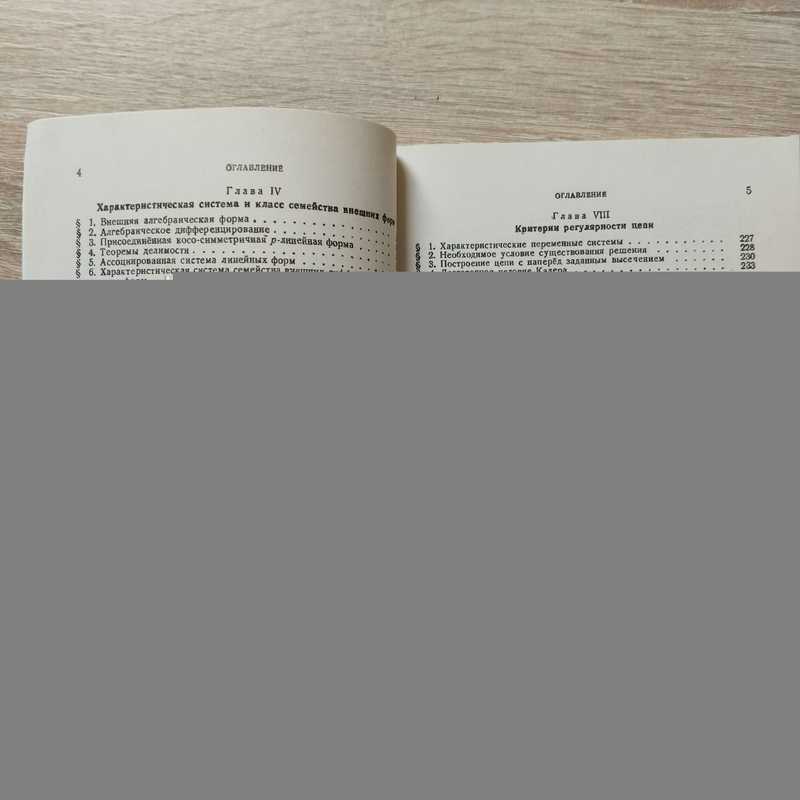 4 ОГЛАВЛЕНИЕ
Глава IV
Характеристическая система и класс семейства внешних форм
§ 1. Внешняя алгебраическая форма
§ 2. Алгебраическое дифференцирование
§ 3. Присоединённая косо-симметричная p-линейная форма
§ 4. Теоремы делимости
§ 5. Ассоциированная система линейных форм
§ 6. Характеристическая система семейства внешних
ОГЛАВЛЕНИЕ 5
Глава VIII
Критерии регулярности цепи
§ 1. Характеристические переменные системы 227
§ 2. Необходимое условие существования решения 228
§ 3. Построение цепи с наперёд заданным высечением 230
условие Кэлера 233